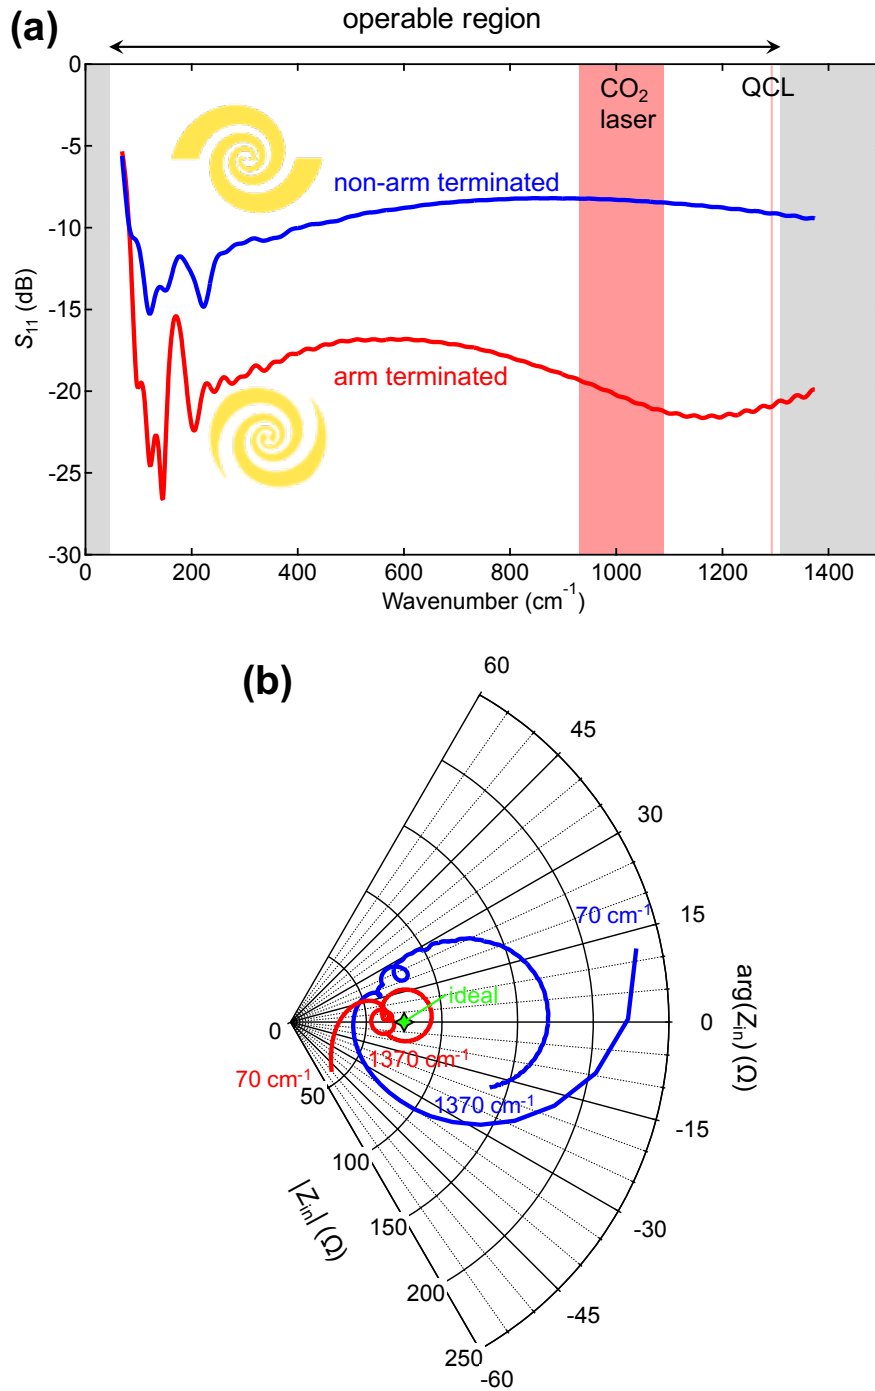 (a)
operable region
0
-5
-10
-15
-20
-25
-30
S11 (dB)
CO2
laser
QCL
non-arm terminated
arm terminated
0 200 400 600 800 1000 1200 1400
Wavenumber (cm-1)
(b)
60
45
30
15
0
-15
-30
-45
-60
arg(Zin) (Ω)
70 cm-1
ideal
1370 cm-1
1370 cm-1
70 cm-1
0
50
100
150
200
250
|Zin| (Ω)